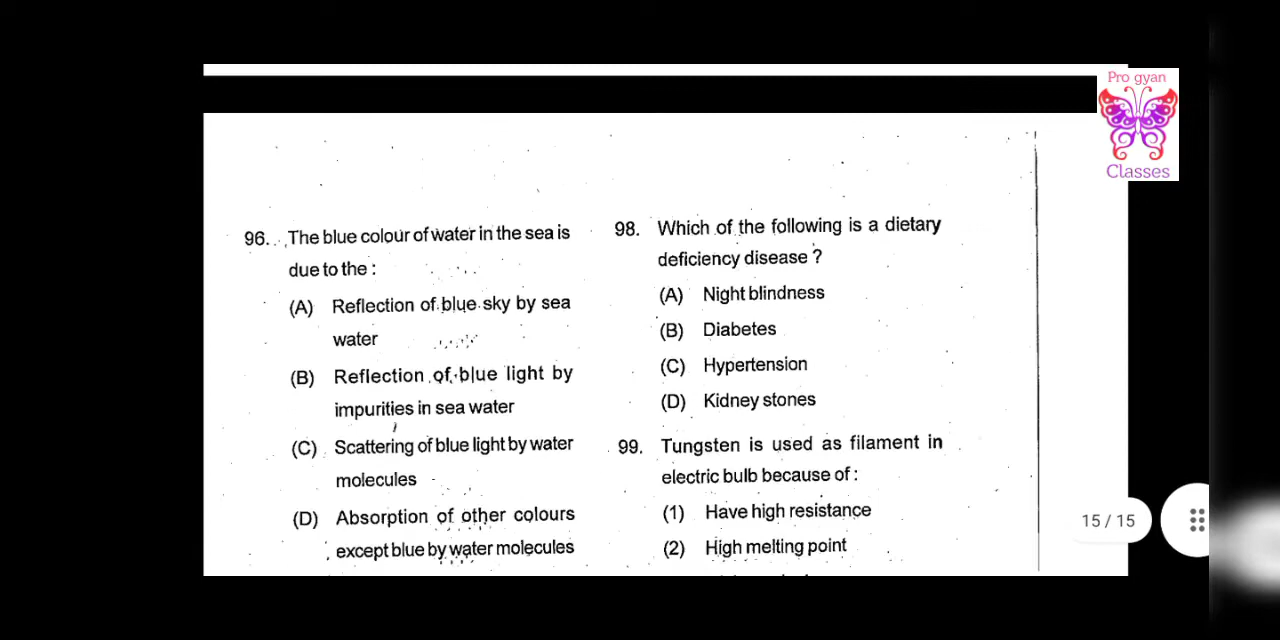 Pro gyan
Classes
96. The blue colour of water in the sea is
due to the :
(A) Reflection of blue sky by sea
water
(B) Reflection of blue light by
impurities in sea water
(C) Scattering of blue light by water
molecules
(D) Absorption of other colours
except blue by water molecules
98. Which of the following is a dietary
deficiency disease ?
(A) Night blindness
(B) Diabetes
(C) Hypertension
(D) Kidney stones
99. Tungsten is used as filament in
electric bulb because of :
(1) Have high resistance
(2) High melting point
15 / 15